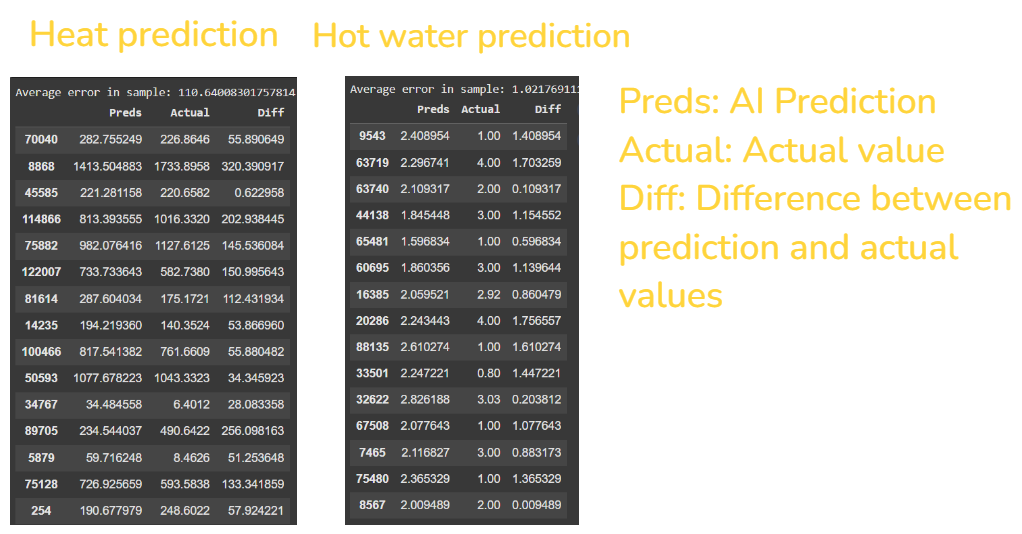 Heat prediction
Hot water prediction
Average error in sample: 110.64008301757814
Preds Actual Diff
70040 282.755249 226.8646 55.890649
8868 1413.504883 1733.8958 320.390917
45585 221.281158 220.6582 0.622958
114866 813.393555 1016.3320 202.938445
75882 982.076416 1127.6125 145.536084
122007 733.733643 582.7380 150.995643
81614 287.604034 175.1721 112.431934
14235 194.219360 140.3524 53.866960
100466 817.541382 761.6609 55.880482
50593 1077.678223 1043.3323 34.345923
34767 34.484558 6.4012 28.083358
89705 234.544037 490.6422 256.098163
5879 59.716248 8.4626 51.253648
75128 726.925659 593.5838 133.341859
254 190.677979 248.6022 57.924221
Average error in sample: 1.021769111
Preds Actual Diff
9543 2.408954 1.00 1.408954
63719 2.296741 4.00 1.703259
63740 2.109317 2.00 0.109317
44138 1.845448 3.00 1.154552
65481 1.596834 1.00 0.596834
60695 1.860356 3.00 1.139644
16385 2.059521 2.92 0.860479
20286 2.243443 4.00 1.756557
88135 2.610274 1.00 1.610274
33501 2.247221 0.80 1.447221
32622 2.826188 3.03 0.203812
67508 2.077643 1.00 1.077643
7465 2.116827 3.00 0.883173
75480 2.365329 1.00 1.365329
8567 2.009489 2.00 0.009489
Preds: AI Prediction
Actual: Actual value
Diff: Difference between
prediction and actual
values